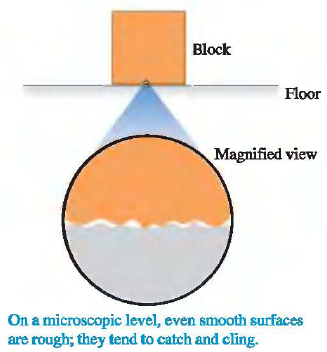 Block
Floor
Magnified view
On a microscopic level, even smooth surfaces
are rough; they tend to catch and cling.